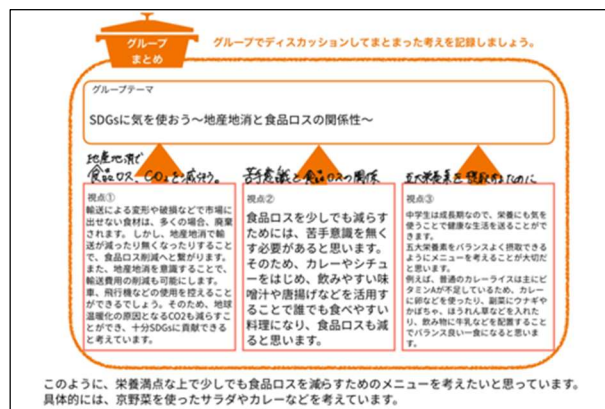 グループ
まとめ
グループでディスカッションしてまとまった考えを記録しましょう。
グループテーマ
SDGsに気を使おう～地産地消と食品ロスの関係性～
地産地消で
食品ロス、CO₂を減らそう。
視点①
輸送による変形や破損などで市場に
出せない食材は、多くの場合、廃棄
されます。しかし、地産地消で輸
送が減ったり無くなったりすること
で、食品ロス削減へと繋がります。
また、地産地消を意識することで、
輸送費用の削減も可能にします。
車、飛行機などの使用を控えること
ができるでしょう。そのため、地球
温暖化の原因となるCO2も減らすこ
とができ、十分SDGsに貢献できる
と考えています。
苦手意識と食品ロスの関係
視点②
食品ロスを少しでも減らす
ためには、苦手意識を無く
す必要があると思います。
そのため、カレーやシチュ
ーをはじめ、飲みやすい味
噌汁や唐揚げなどを活用す
ることで誰でも食べやすい
料理になり、食品ロスも減
ると思います。
五大栄養素を摂取するために
視点③
中学生は成長期なので、栄養にも気を
使うことで健康な生活を送ることがで
きます。
五大栄養素をバランスよく摂取できる
ようにメニューを考えることが大切だ
と思います。
例えば、普通のカレーライスは主にビ
タミンAが不足しているため、カレー
に卵などを使ったり、副菜にウナギや
かぼちゃ、ほうれん草などを入れた
り、飲み物に牛乳などを配置すること
でバランス良い一食になると思いま
す。
このように、栄養満点な上で少しでも食品ロスを減らすためのメニューを考えたいと思っています。
具体的には、京野菜を使ったサラダやカレーなどを考えています。